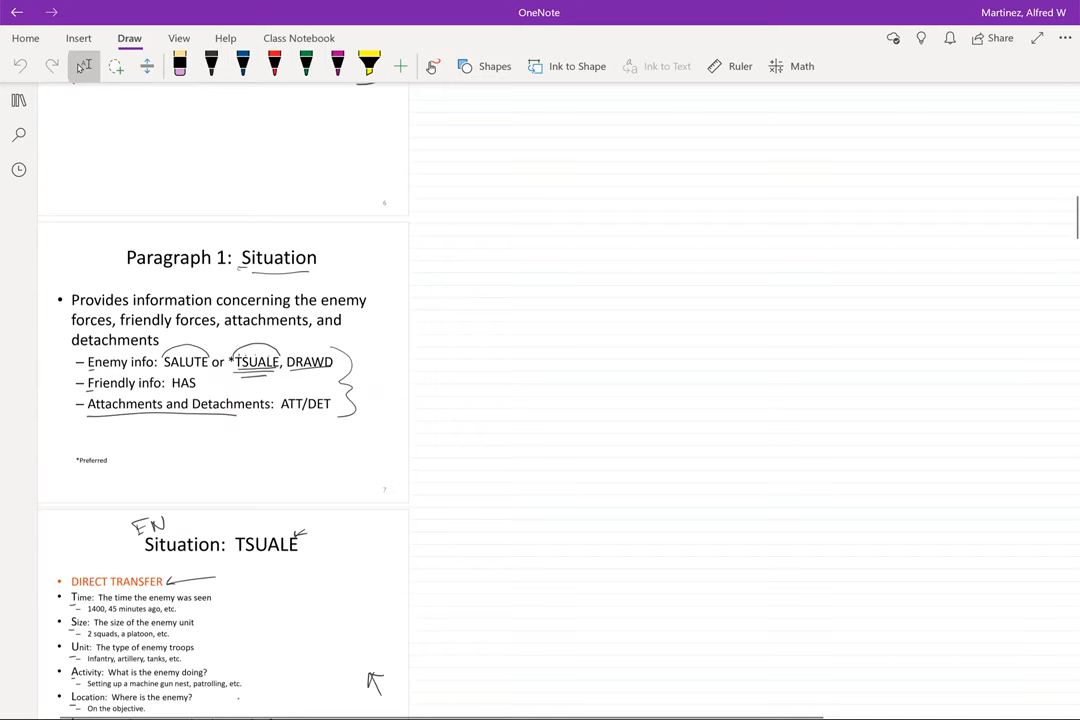 OneNote
Martinez, Alfred W
Home Insert Draw View Help Class Notebook
Share
Shapes Ink to Shape Ink to Text Ruler Math
6
Paragraph 1: Situation
• Provides information concerning the enemy
forces, friendly forces, attachments, and
detachments
– Enemy info: SALUTE or *TSUALE, DRAWD
– Friendly info: HAS
– Attachments and Detachments: ATT/DET
*Preferred
7
EN
Situation: TSUALE
• DIRECT TRANSFER
• Time: The time the enemy was seen
– 1400, 45 minutes ago, etc.
• Size: The size of the enemy unit
– 2 squads, a platoon, etc.
• Unit: The type of enemy troops
– Infantry, artillery, tanks, etc.
• Activity: What is the enemy doing?
– Setting up a machine gun nest, patrolling, etc.
• Location: Where is the enemy?
– On the objective.